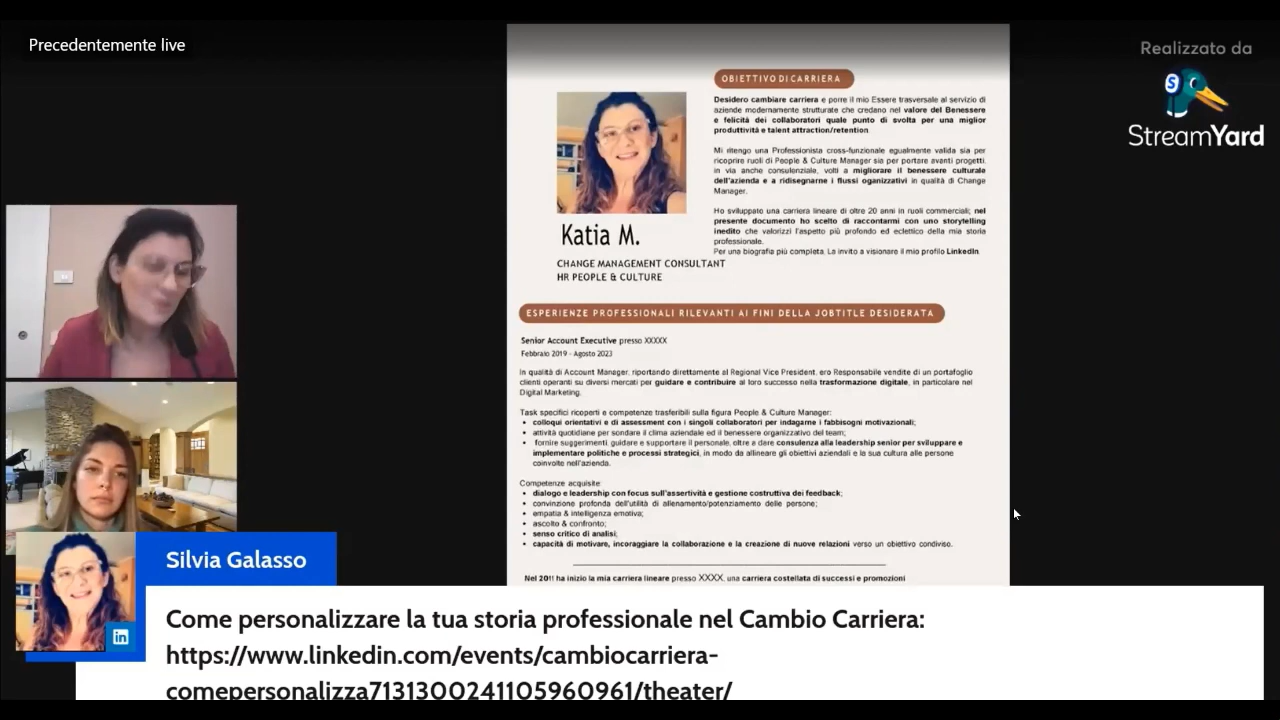 Precedentemente live
Realizzato da
StreamYard
OBIETTIVO DI CARRIERA
Desidero cambiare carriera e porre il mio Essere trasversale al servizio di
aziende modernamente strutturate che credano nel valore del Benessere
e felicità dei collaboratori quale punto di svolta per una miglior
produttività e talent attraction/retention.
Mi ritengo una Professionista cross-funzionale egualmente valida sia per
ricoprire ruoli di People & Culture Manager sia per portare avanti progetti,
in via anche consulenziale, volti a migliorare il benessere culturale
dell'azienda e a ridisegnarne i flussi oganizzativi in qualità di Change
Manager.
Ho sviluppato una carriera lineare di oltre 20 anni in ruoli commerciali; nel
presente documento ho scelto di raccontarmi con uno storytelling
inedito che valorizzi l'aspetto più profondo ed eclettico della mia storia
professionale.
Per una biografia più completa, La invito a visionare il mio profilo LinkedIn.
Katia M.
CHANGE MANAGEMENT CONSULTANT
HR PEOPLE & CULTURE
ESPERIENZE PROFESSIONALI RILEVANTI AI FINI DELLA JOBTITLE DESIDERATA
Senior Account Executive presso XXXXX
Febbraio 2019 - Agosto 2023
In qualità di Account Manager, riportando direttamente al Regional Vice President, ero Responsabile vendite di un portafoglio
clienti operanti su diversi mercati per guidare e contribuire al loro successo nella trasformazione digitale, in particolare nel
Digital Marketing.
Task specifici ricoperti e competenze trasferibili sulla figura People & Culture Manager:
• colloqui orientativi e di assessment con i singoli collaboratori per indagarne i fabbisogni motivazionali;
• attività quotidiane per sondare il clima aziendale ed il benessere organizzativo del team;
• fornire suggerimenti, guidare e supportare il personale, oltre a dare consulenza alla leadership senior per sviluppare e
implementare politiche e processi strategici, in modo da allineare gli obiettivi aziendali e la sua cultura alle persone
coinvolte nell'azienda.
Competenze acquisite:
• dialogo e leadership con focus sull'assertività e gestione costruttiva dei feedback;
• convinzione profonda dell'utilità di allenamento/potenziamento delle persone;
• empatia & intelligenza emotiva;
• ascolto & confronto;
• senso critico di analisi;
• capacità di motivare, incoraggiare la collaborazione e la creazione di nuove relazioni verso un obiettivo condiviso.
Nel 2011 ha inizio la mia carriera lineare presso XXXX, una carriera costellata di successi e promozioni
Silvia Galasso
Come personalizzare la tua storia professionale nel Cambio Carriera:
https://www.linkedin.com/events/cambiocarriera-
comepersonalizza7131300241105960961/theater/